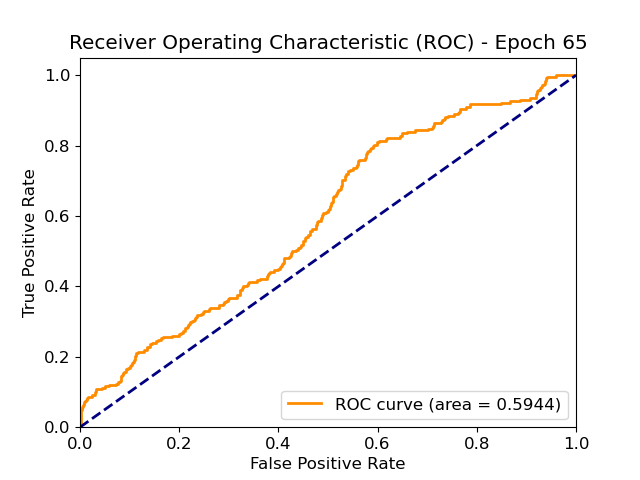 Receiver Operating Characteristic (ROC) - Epoch 65
True Positive Rate
1.0
0.8
0.6
0.4
0.2
0.0
ROC curve (area = 0.5944)
0.0 0.2 0.4 0.6 0.8 1.0
False Positive Rate